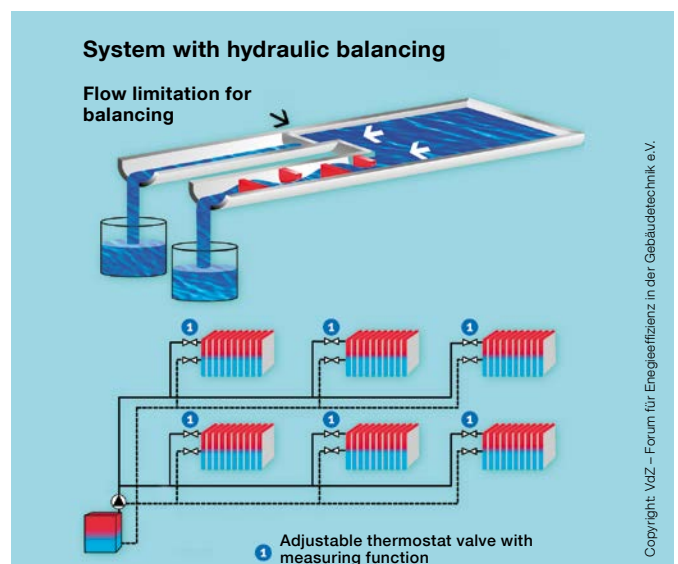 System with hydraulic balancing
Flow limitation for
balancing
1
1
1
1
1
1
1 Adjustable thermostat valve with
measuring function
Copyright: VdZ – Forum für Enegieeffizienz in der Gebäudetechnik e.V.